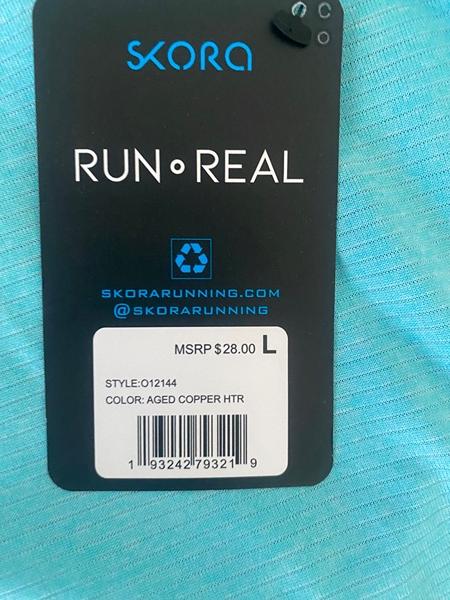 C
O
SKORA
RUN REAL
SKORARUNNING.COM
@SKORARUNNING
MSRP $28.00 L
STYLE:O12144
COLOR: AGED COPPER HTR
1 93242 79321 9